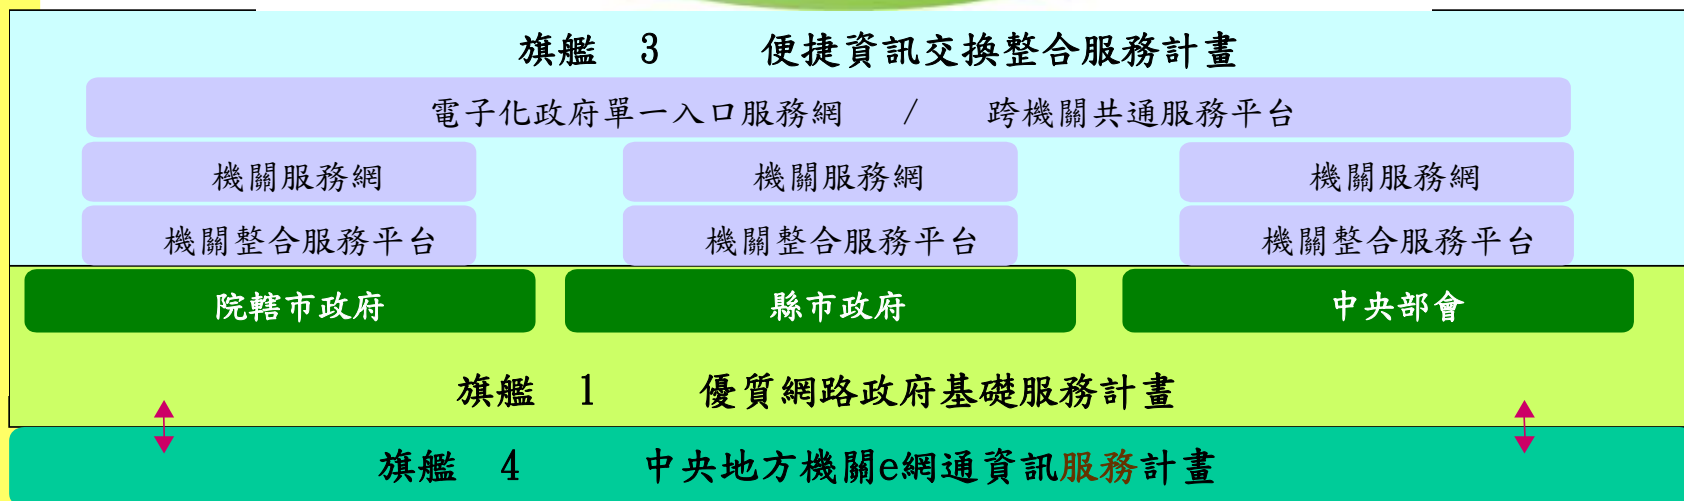 旗艦 3 便捷資訊交換整合服務計畫
電子化政府單一入口服務網 / 跨機關共通服務平台
機關服務網 機關服務網 機關服務網
機關整合服務平台 機關整合服務平台 機關整合服務平台
院轄市政府 縣市政府 中央部會
旗艦 1 優質網路政府基礎服務計畫
旗艦 4 中央地方機關e網通資訊服務計畫